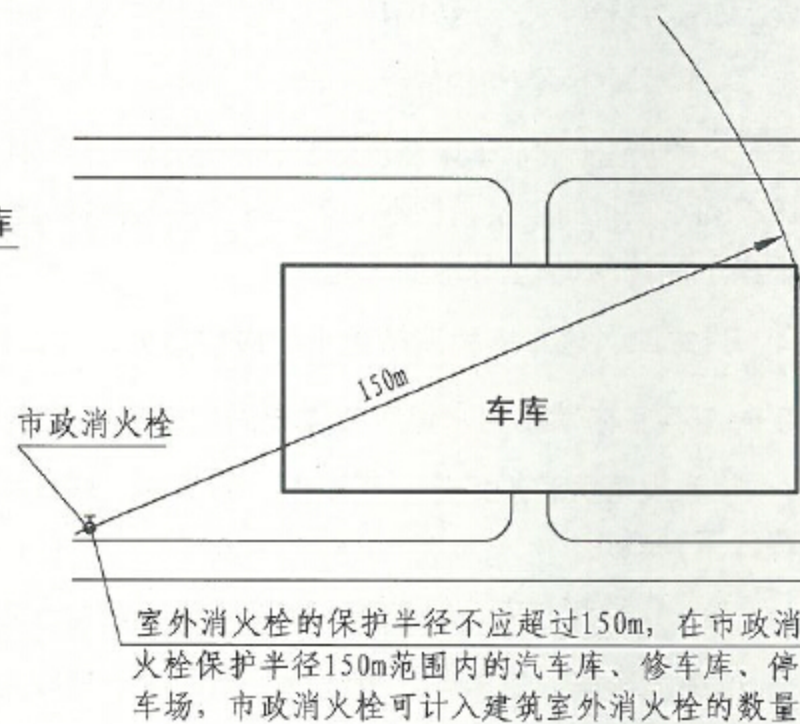 库
150m
车库
市政消火栓
室外消火栓的保护半径不应超过150m，在市政消
火栓保护半径150m范围内的汽车库、修车库、停
车场，市政消火栓可计入建筑室外消火栓的数量